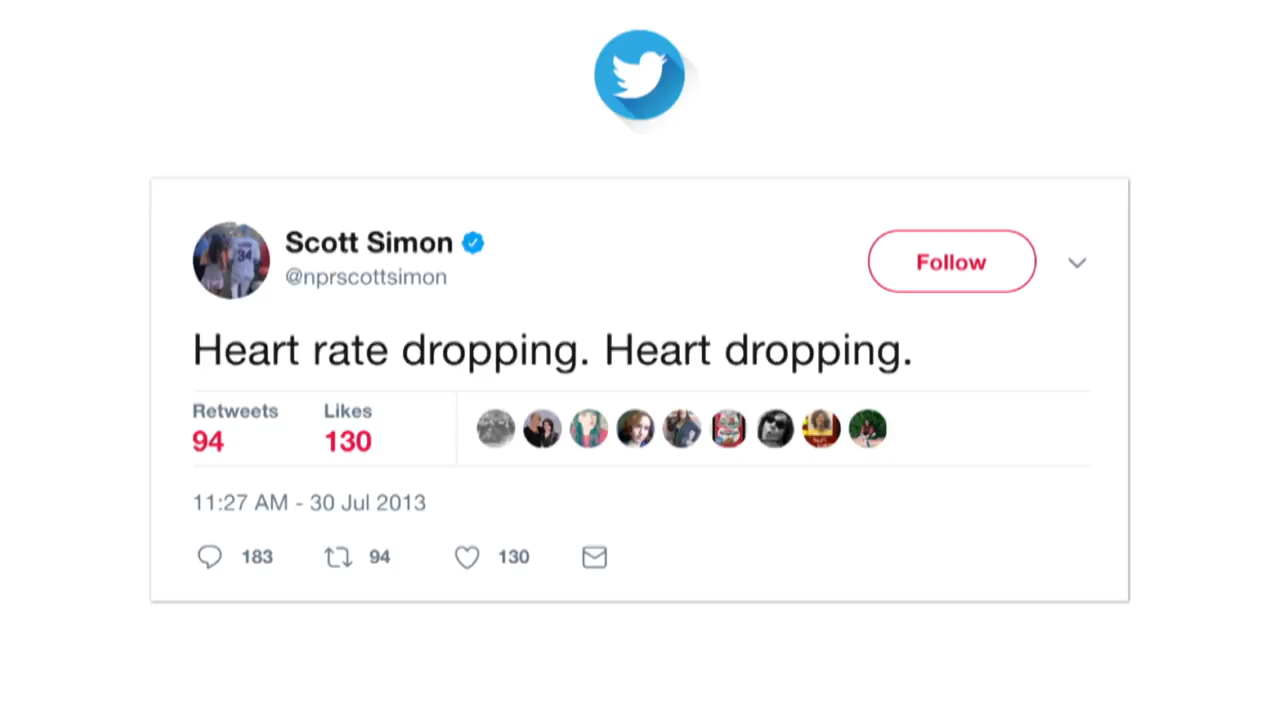 Scott Simon
@nprscottsimon
Follow
Heart rate dropping. Heart dropping.
Retweets Likes
94 130
11:27 AM - 30 Jul 2013
183 94 130
34